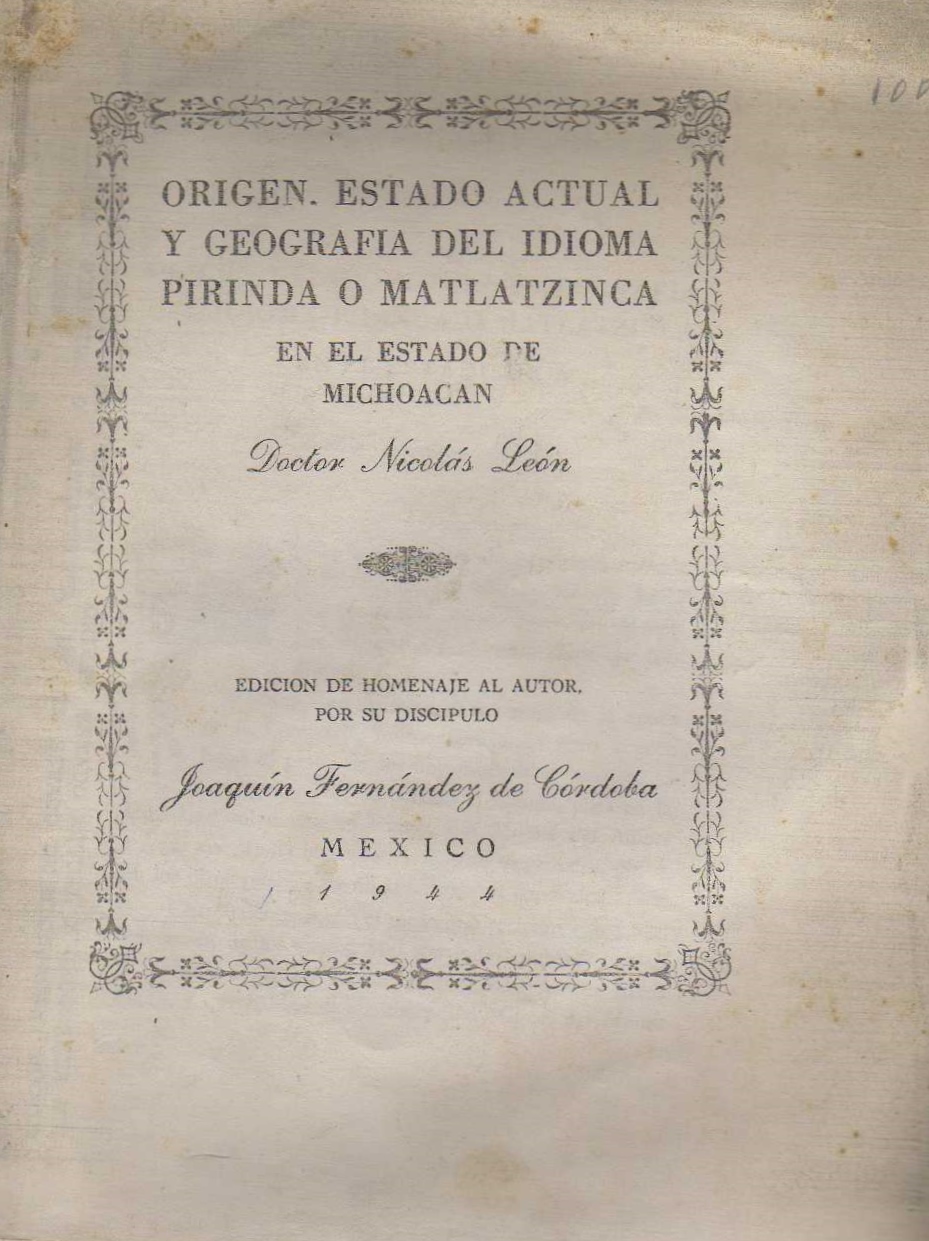 100
ORIGEN. ESTADO ACTUAL
Y GEOGRAFIA DEL IDIOMA
PIRINDA O MATLATZINCA
EN EL ESTADO DE
MICHOACAN
Doctor Nicolás León
EDICION DE HOMENAJE AL AUTOR,
POR SU DISCIPULO
Joaquín Fernández de Córdoba
MEXICO
1944